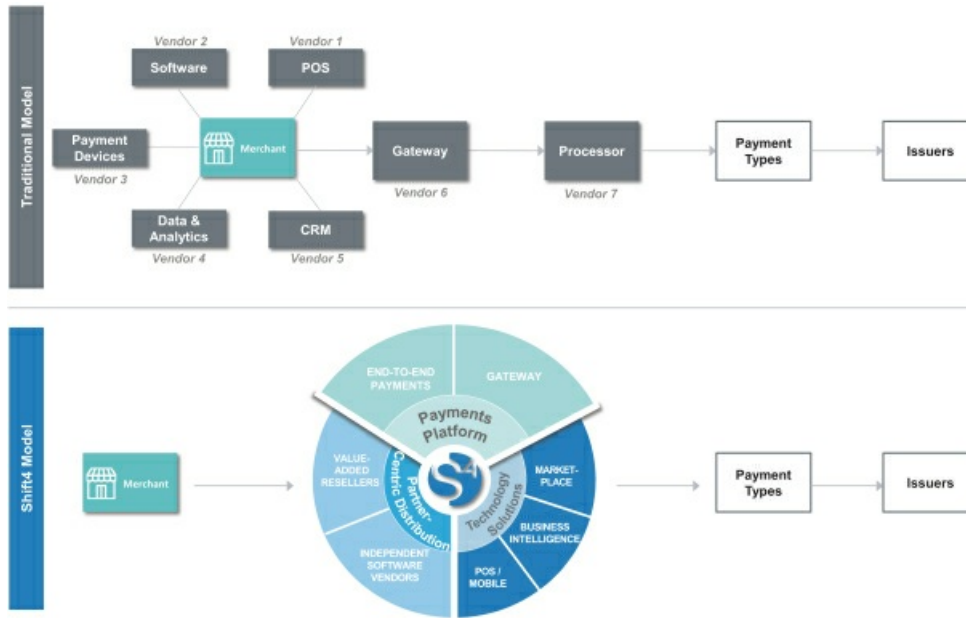 Traditional Model
Vendor 2
Software
Vendor 1
POS
Payment
Devices
Vendor 3
Merchant
Gateway
Vendor 6
Processor
Vendor 7
Payment
Types
Issuers
Data &
Analytics
Vendor 4
CRM
Vendor 5
Shift4 Model
Merchant
END-TO-END
PAYMENTS
GATEWAY
Payments
Platform
VALUE-
ADDED
RESELLERS
Partner-
Centric Distribution
INDEPENDENT
SOFTWARE
VENDORS
S4
Technology
Solutions
MARKET-
PLACE
BUSINESS
INTELLIGENCE
POS /
MOBILE
Payment
Types
Issuers